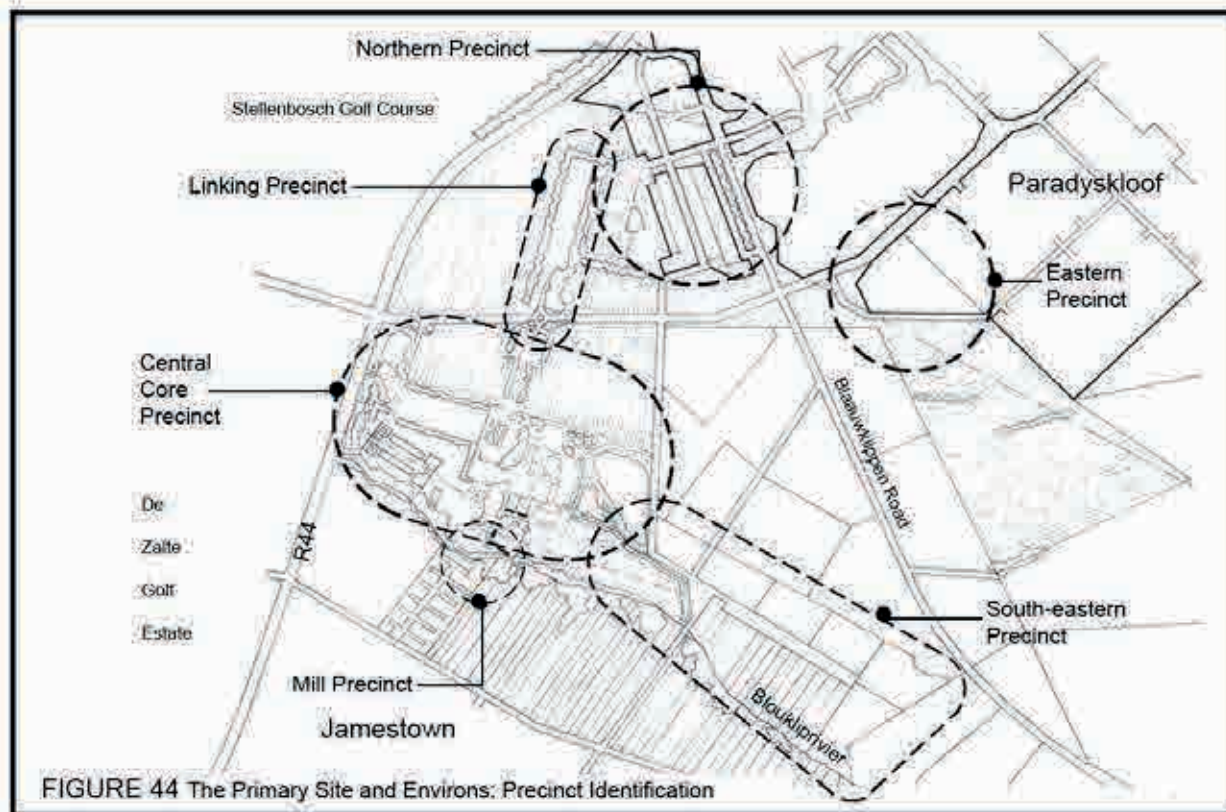 Northern Precinct
Stellenbosch Golf Course
Linking Precinct
Paradyskloof
Eastern
Precinct
Central
Core
Precinct
Blaauwklippen Road
De
Zalze
Golf
Estate
R44
South-eastern
Precinct
Mill Precinct
Blouklliprivier
Jamestown
FIGURE 44 The Primary Site and Environs: Precinct Identification